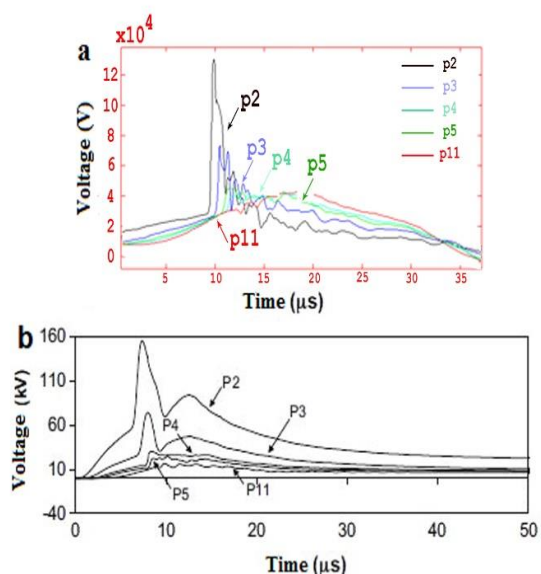 x10⁴
a
Voltage (V)
12
10
8
6
4
2
0
p2
p3
p4
p5
p11
p2
p3
p4
p5
p11
5 10 15 20 25 30 35
Time (μs)
b
Voltage (kV)
160
110
60
10
-40
P2
P3
P4
P5
P11
0 10 20 30 40 50
Time (μs)